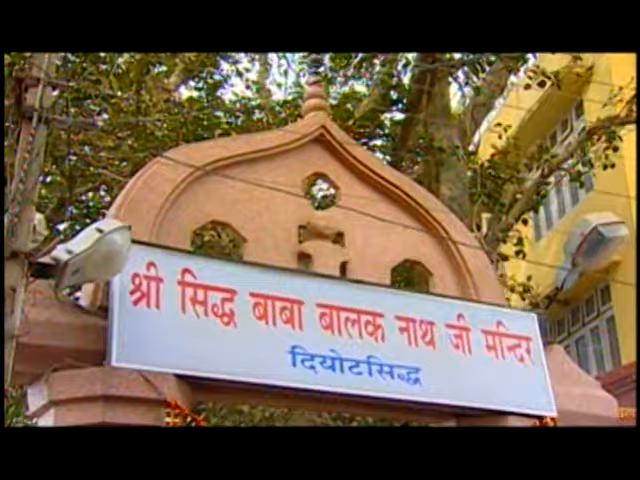 श्री सिद्ध बाबा बालक नाथ जी मन्दिर
दियोटसिद्ध